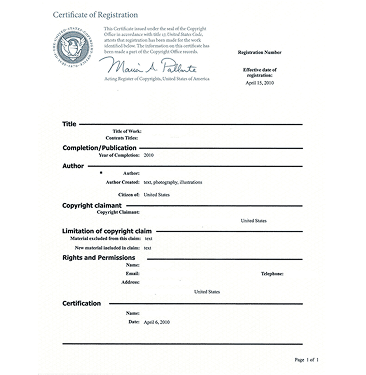 Certificate of Registration
This Certificate issued under the seal of the Copyright
Office in accordance with title 17, United States Code,
attests that registration has been made for the work
identified below. The information on this certificate has
been made a part of the Copyright Office records.
Maria A. Pallante
Acting Register of Copyrights, United States of America
Registration Number
Effective date of
registration:
April 15, 2010
Title
Title of Work:
Contents Titles:
Completion/Publication
Year of Completion: 2010
Author
Author:
Author Created: text, photography, illustrations
Citizen of: United States
Copyright claimant
Copyright Claimant:
United States
Limitation of copyright claim
Material excluded from this claim: text
New material included in claim: text
Rights and Permissions
Name:
Email: Telephone:
Address:
United States
Certification
Name:
Date: April 6, 2010
Page 1 of 1